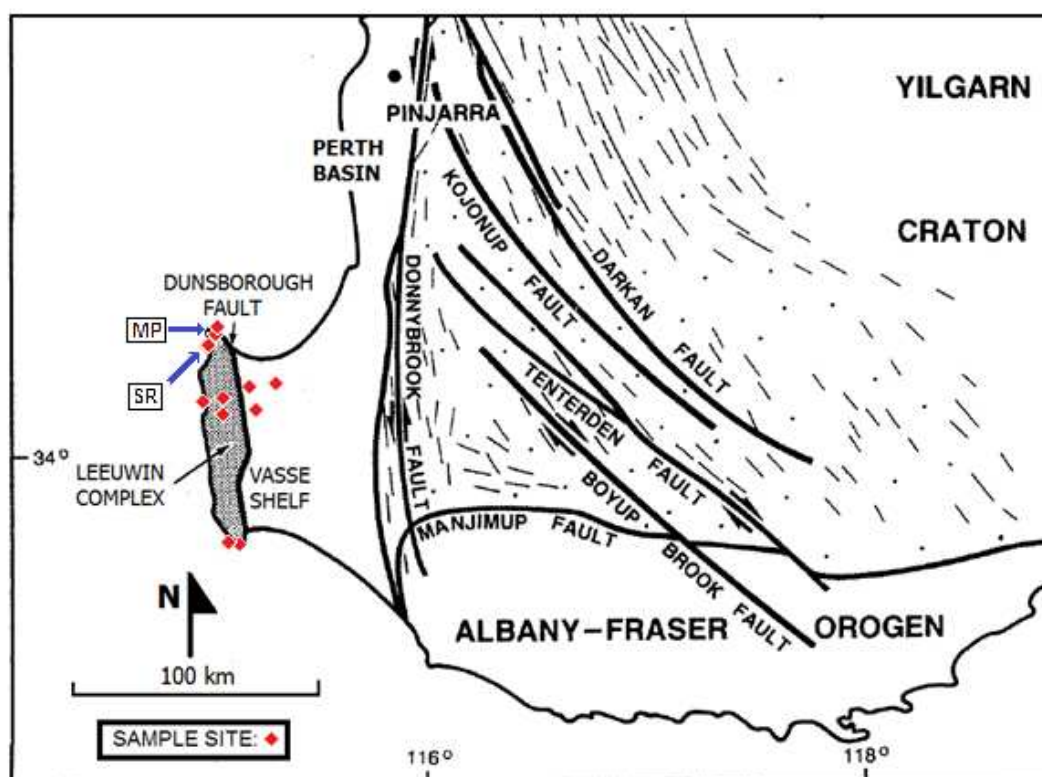 YILGARN
PINJARRA
PERTH
BASIN
KOJONUP
FAULT
CRATON
DARKAN
FAULT
DUNSBOROUGH
FAULT
DONNYBROOK
FAULT
MP
SR
TENTERDEN
FAULT
34°
LEEUWIN
COMPLEX
VASSE
SHELF
BOYUP
BROOK
FAULT
MANJIMUP FAULT
N
ALBANY-FRASER OROGEN
100 km
SAMPLE SITE:
116°
118°